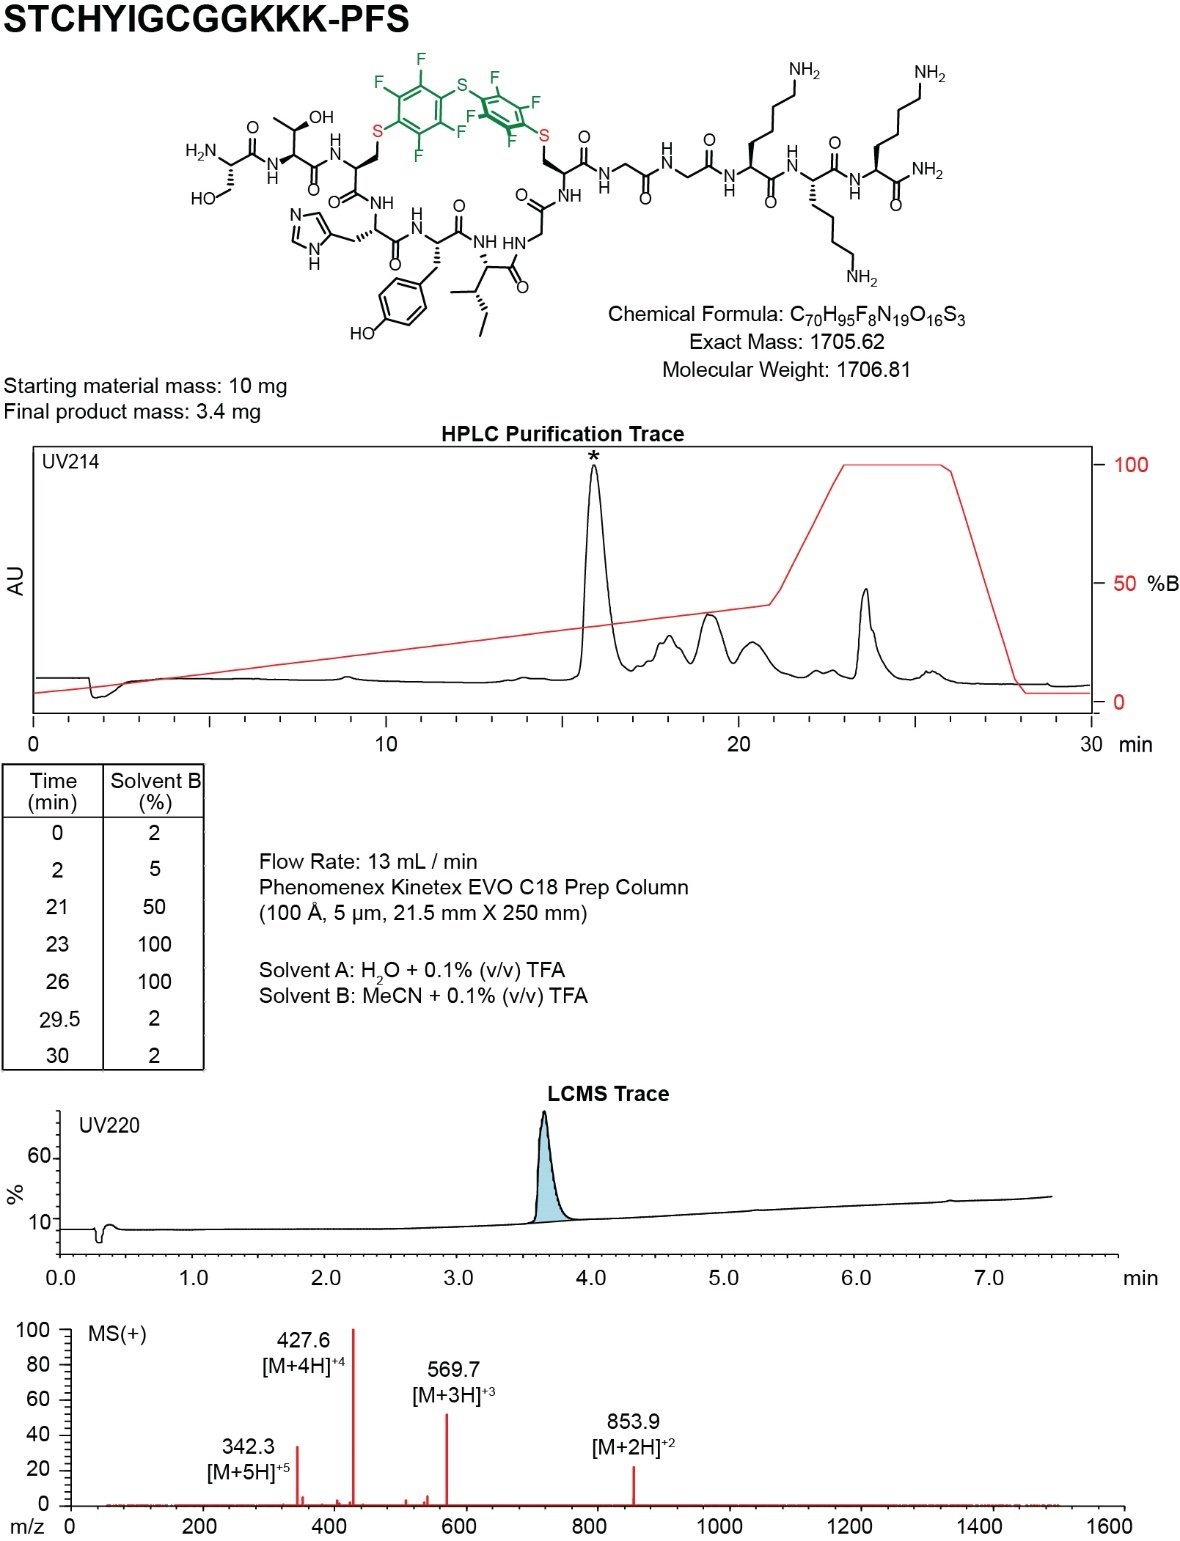 STCHYIGCGGKKK-PFS
F
F
S
F
F
F
F
F
F
S
S
OH
H₂N
O
N
H
O
H
N
HO
O
NH
O
N
H
O
H
N
O
N
H
O
H
N
O
N
H
O
NH₂
NH₂
NH₂
NH₂
O
NH
N
N
H
O
H
N
O
NH
HN
O
HO
Chemical Formula: C₇₀H₉₅F₈N₁₉O₁₆S₃
Exact Mass: 1705.62
Molecular Weight: 1706.81
Starting material mass: 10 mg
Final product mass: 3.4 mg
HPLC Purification Trace
UV214
*
100
50 %B
0
AU
0 10 20 30 min
Time (min) Solvent B (%)
0 2
2 5
21 50
23 100
26 100
29.5 2
30 2
Flow Rate: 13 mL / min
Phenomenex Kinetex EVO C18 Prep Column
(100 Å, 5 µm, 21.5 mm X 250 mm)
Solvent A: H₂O + 0.1% (v/v) TFA
Solvent B: MeCN + 0.1% (v/v) TFA
LCMS Trace
UV220
60
%
10
0.0 1.0 2.0 3.0 4.0 5.0 6.0 7.0 min
MS(+)
100
80
60
40
20
0
427.6
[M+4H]⁺⁴
569.7
[M+3H]⁺³
853.9
[M+2H]⁺²
342.3
[M+5H]⁺⁵
m/z 0 200 400 600 800 1000 1200 1400 1600